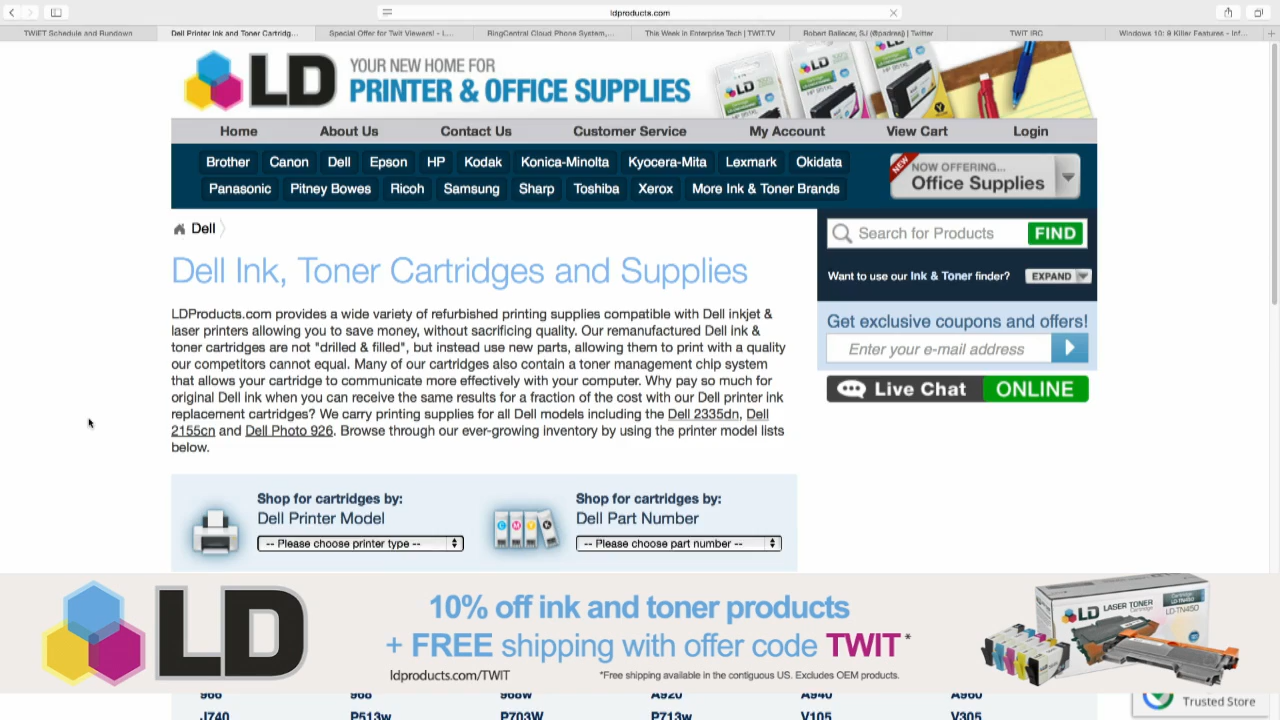 ldproducts.com
TWiET Schedule and Rundown
Dell Printer Ink and Toner Cartridg...
Special Offer for Twit Viewers! – L...
RingCentral Cloud Phone System,...
This Week in Enterprise Tech | TWIT.TV
Robert Ballecer, SJ (@padresj) | Twitter
TWIT IRC
Windows 10: 9 Killer Features - Inf...
LD
YOUR NEW HOME FOR
PRINTER & OFFICE SUPPLIES
Home About Us Contact Us Customer Service My Account View Cart Login
Brother Canon Dell Epson HP Kodak Konica-Minolta Kyocera-Mita Lexmark Okidata
Panasonic Pitney Bowes Ricoh Samsung Sharp Toshiba Xerox More Ink & Toner Brands
NEW
NOW OFFERING...
Office Supplies
Dell
Search for Products FIND
Want to use our Ink & Toner finder? EXPAND
Get exclusive coupons and offers!
Enter your e-mail address
Live Chat ONLINE
Dell Ink, Toner Cartridges and Supplies
LDProducts.com provides a wide variety of refurbished printing supplies compatible with Dell inkjet &
laser printers allowing you to save money, without sacrificing quality. Our remanufactured Dell ink &
toner cartridges are not "drilled & filled", but instead use new parts, allowing them to print with a quality
our competitors cannot equal. Many of our cartridges also contain a toner management chip system
that allows your cartridge to communicate more effectively with your computer. Why pay so much for
original Dell ink when you can receive the same results for a fraction of the cost with our Dell printer ink
replacement cartridges? We carry printing supplies for all Dell models including the Dell 2335dn, Dell
2155cn and Dell Photo 926. Browse through our ever-growing inventory by using the printer model lists
below.
Shop for cartridges by:
Dell Printer Model
-- Please choose printer type --
Shop for cartridges by:
Dell Part Number
-- Please choose part number --
LD
10% off ink and toner products
+ FREE shipping with offer code TWIT*
ldproducts.com/TWIT
*Free shipping available in the contiguous US. Excludes OEM products.
LD LASER TONER
LD-TN450
966 968 968w A920 A940 A960
J740 P513w P703W P713w V105 V305
Trusted Store